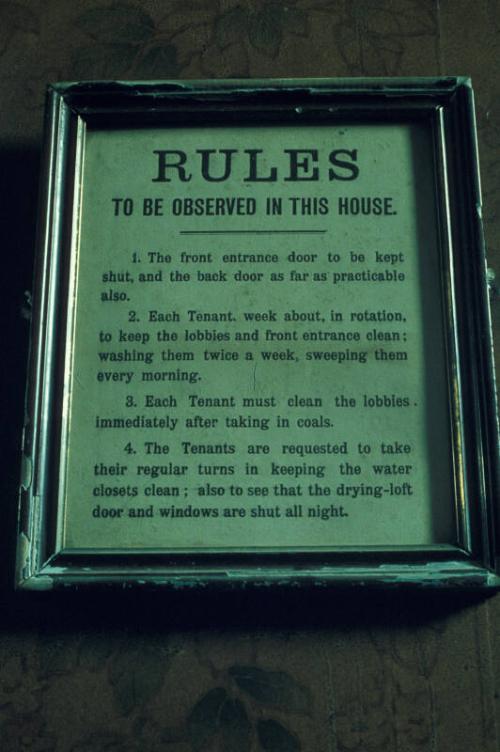 RULES
TO BE OBSERVED IN THIS HOUSE.
1. The front entrance door to be kept
shut, and the back door as far as practicable
also.
2. Each Tenant, week about, in rotation,
to keep the lobbies and front entrance clean;
washing them twice a week, sweeping them
every morning.
3. Each Tenant must clean the lobbies
immediately after taking in coals.
4. The Tenants are requested to take
their regular turns in keeping the water
closets clean; also to see that the drying-loft
door and windows are shut all night.